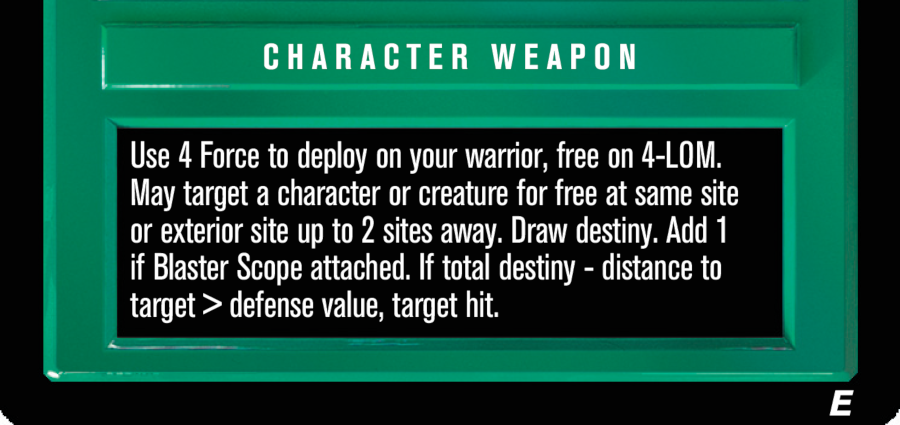 CHARACTER WEAPON
Use 4 Force to deploy on your warrior, free on 4-LOM.
May target a character or creature for free at same site
or exterior site up to 2 sites away. Draw destiny. Add 1
if Blaster Scope attached. If total destiny - distance to
target > defense value, target hit.
E